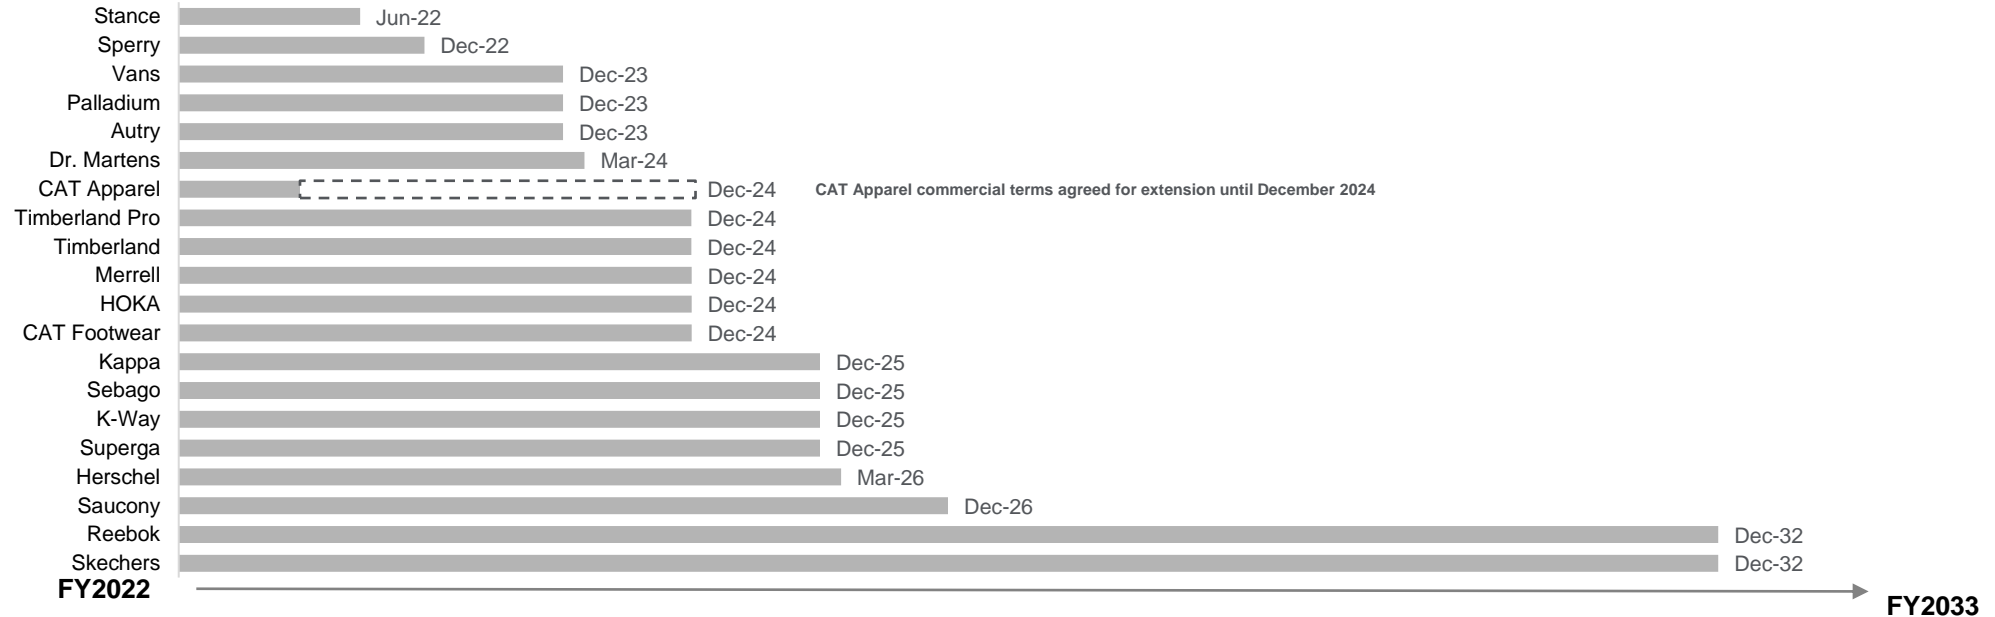 Stance Jun-22
Sperry Dec-22
Vans Dec-23
Palladium Dec-23
Autry Dec-23
Dr. Martens Mar-24
CAT Apparel Dec-24 CAT Apparel commercial terms agreed for extension until December 2024
Timberland Pro Dec-24
Timberland Dec-24
Merrell Dec-24
HOKA Dec-24
CAT Footwear Dec-24
Kappa Dec-25
Sebago Dec-25
K-Way Dec-25
Superga Dec-25
Herschel Mar-26
Saucony Dec-26
Reebok Dec-32
Skechers Dec-32
FY2022
FY2033